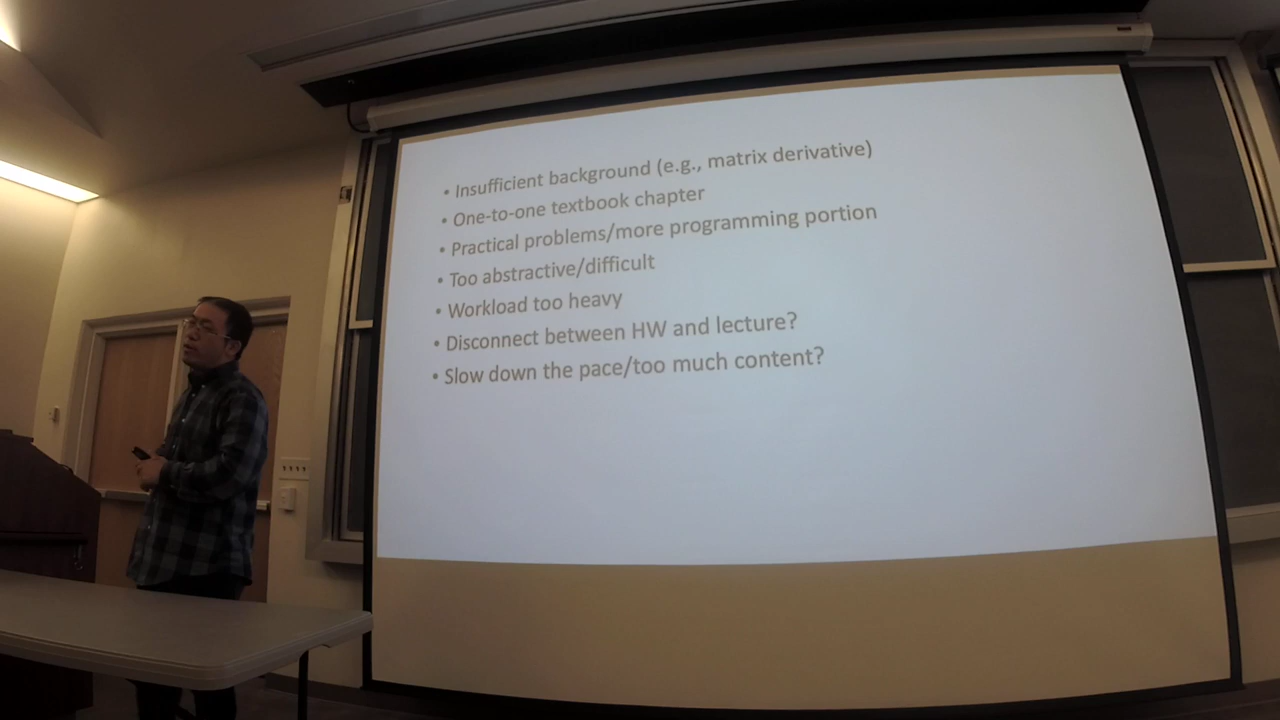 • Insufficient background (e.g., matrix derivative)
• One-to-one textbook chapter
• Practical problems/more programming portion
• Too abstractive/difficult
• Workload too heavy
• Disconnect between HW and lecture?
• Slow down the pace/too much content?